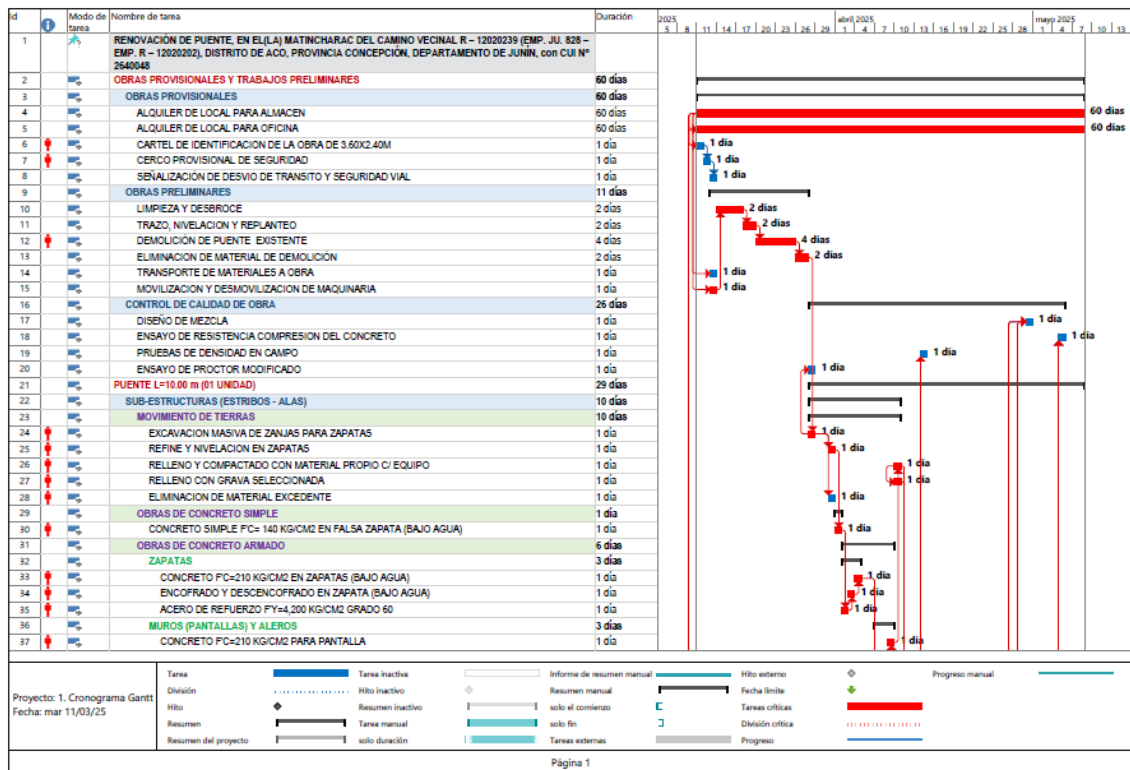 Id Modo de tarea Nombre de tarea Duración 2025 abril 2025 mayo 2025
5 8 11 14 17 20 23 26 29 1 4 7 10 13 16 19 22 25 28 1 4 7 10 13
1 RENOVACIÓN DE PUENTE, EN EL(LA) MATINCHARAC DEL CAMINO VECINAL R – 12020239 (EMP. JU. 828 –
EMP. R – 12020202), DISTRITO DE ACO, PROVINCIA CONCEPCIÓN, DEPARTAMENTO DE JUNÍN, con CUI Nº
2640048
2 OBRAS PROVISIONALES Y TRABAJOS PRELIMINARES 60 días
3 OBRAS PROVISIONALES 60 días
4 ALQUILER DE LOCAL PARA ALMACEN 60 días 60 días
5 ALQUILER DE LOCAL PARA OFICINA 60 días 60 días
6 CARTEL DE IDENTIFICACIÓN DE LA OBRA DE 3.60X2.40M 1 día 1 día
7 CERCO PROVISIONAL DE SEGURIDAD 1 día 1 día
8 SEÑALIZACIÓN DE DESVIO DE TRANSITO Y SEGURIDAD VIAL 1 día 1 día
9 OBRAS PRELIMINARES 11 días
10 LIMPIEZA Y DESBROCE 2 días 2 días
11 TRAZO, NIVELACION Y REPLANTEO 2 días 2 días
12 DEMOLICIÓN DE PUENTE EXISTENTE 4 días 4 días
13 ELIMINACION DE MATERIAL DE DEMOLICIÓN 2 días 2 días
14 TRANSPORTE DE MATERIALES A OBRA 1 día 1 día
15 MOVILIZACION Y DESMOVILIZACION DE MAQUINARIA 1 día 1 día
16 CONTROL DE CALIDAD DE OBRA 26 días
17 DISEÑO DE MEZCLA 1 día 1 día
18 ENSAYO DE RESISTENCIA COMPRESION DEL CONCRETO 1 día 1 día
19 PRUEBAS DE DENSIDAD EN CAMPO 1 día 1 día
20 ENSAYO DE PROCTOR MODIFICADO 1 día 1 día
21 PUENTE L=10.00 m (01 UNIDAD) 29 días
22 SUB-ESTRUCTURAS (ESTRIBOS - ALAS) 10 días
23 MOVIMIENTO DE TIERRAS 10 días
24 EXCAVACION MASIVA DE ZANJAS PARA ZAPATAS 1 día 1 día
25 REFINE Y NIVELACION EN ZAPATAS 1 día 1 día
26 RELLENO Y COMPACTADO CON MATERIAL PROPIO C/ EQUIPO 1 día 1 día
27 RELLENO CON GRAVA SELECCIONADA 1 día 1 día
28 ELIMINACION DE MATERIAL EXCEDENTE 1 día 1 día
29 OBRAS DE CONCRETO SIMPLE 1 día
30 CONCRETO SIMPLE F'C= 140 KG/CM2 EN FALSA ZAPATA (BAJO AGUA) 1 día 1 día
31 OBRAS DE CONCRETO ARMADO 6 días
32 ZAPATAS 3 días
33 CONCRETO F'C=210 KG/CM2 EN ZAPATAS (BAJO AGUA) 1 día 1 día
34 ENCOFRADO Y DESCENCOFRADO EN ZAPATA (BAJO AGUA) 1 día 1 día
35 ACERO DE REFUERZO F'Y=4,200 KG/CM2 GRADO 60 1 día 1 día
36 MUROS (PANTALLAS) Y ALEROS 3 días
37 CONCRETO F'C=210 KG/CM2 PARA PANTALLA 1 día 1 día
Proyecto: 1. Cronograma Gantt
Fecha: mar 11/03/25
Tarea Tarea inactiva Informe de resumen manual Hito externo Progreso manual
División Hito inactivo Resumen manual Fecha límite
Hito Resumen inactivo solo el comienzo Tareas críticas
Resumen Tarea manual solo fin División crítica
Resumen del proyecto solo duración Tareas externas Progreso
Página 1